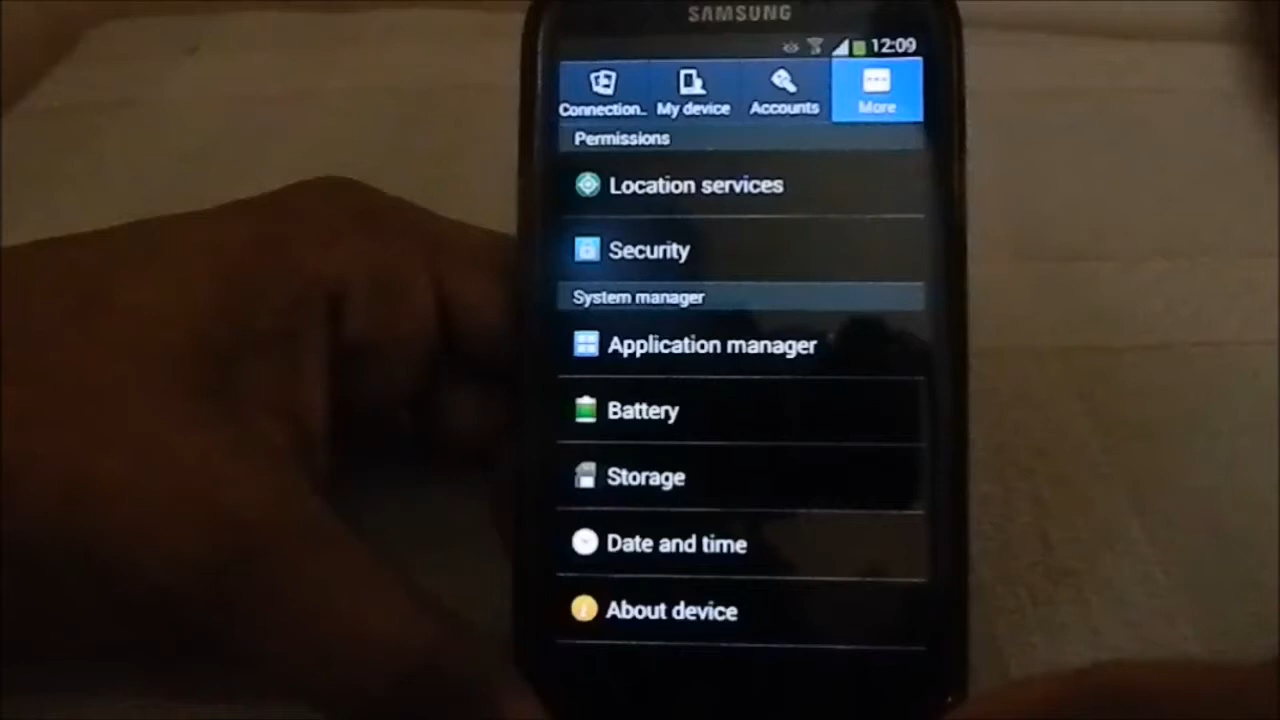 SAMSUNG
12:09
Connection..
My device
Accounts
More
Permissions
Location services
Security
System manager
Application manager
Battery
Storage
Date and time
About device